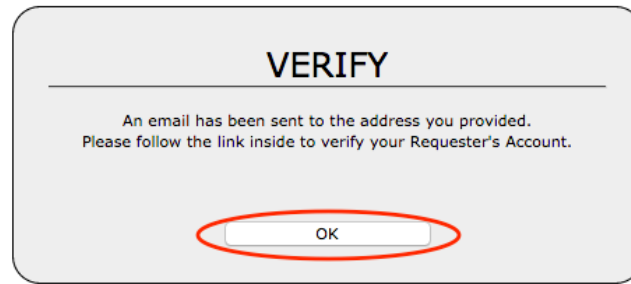 VERIFY
An email has been sent to the address you provided.
Please follow the link inside to verify your Requester's Account.
OK